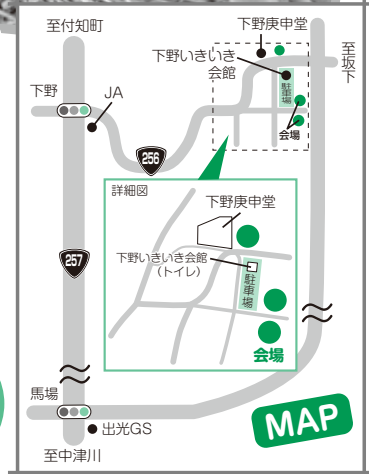 至付知町
下野庚申堂
下野いきいき
会館
至坂下
下野
JA
駐車場
会場
256
詳細図
下野庚申堂
下野いきいき会館
(トイレ)
駐車場
257
会場
馬場
出光GS
MAP
至中津川